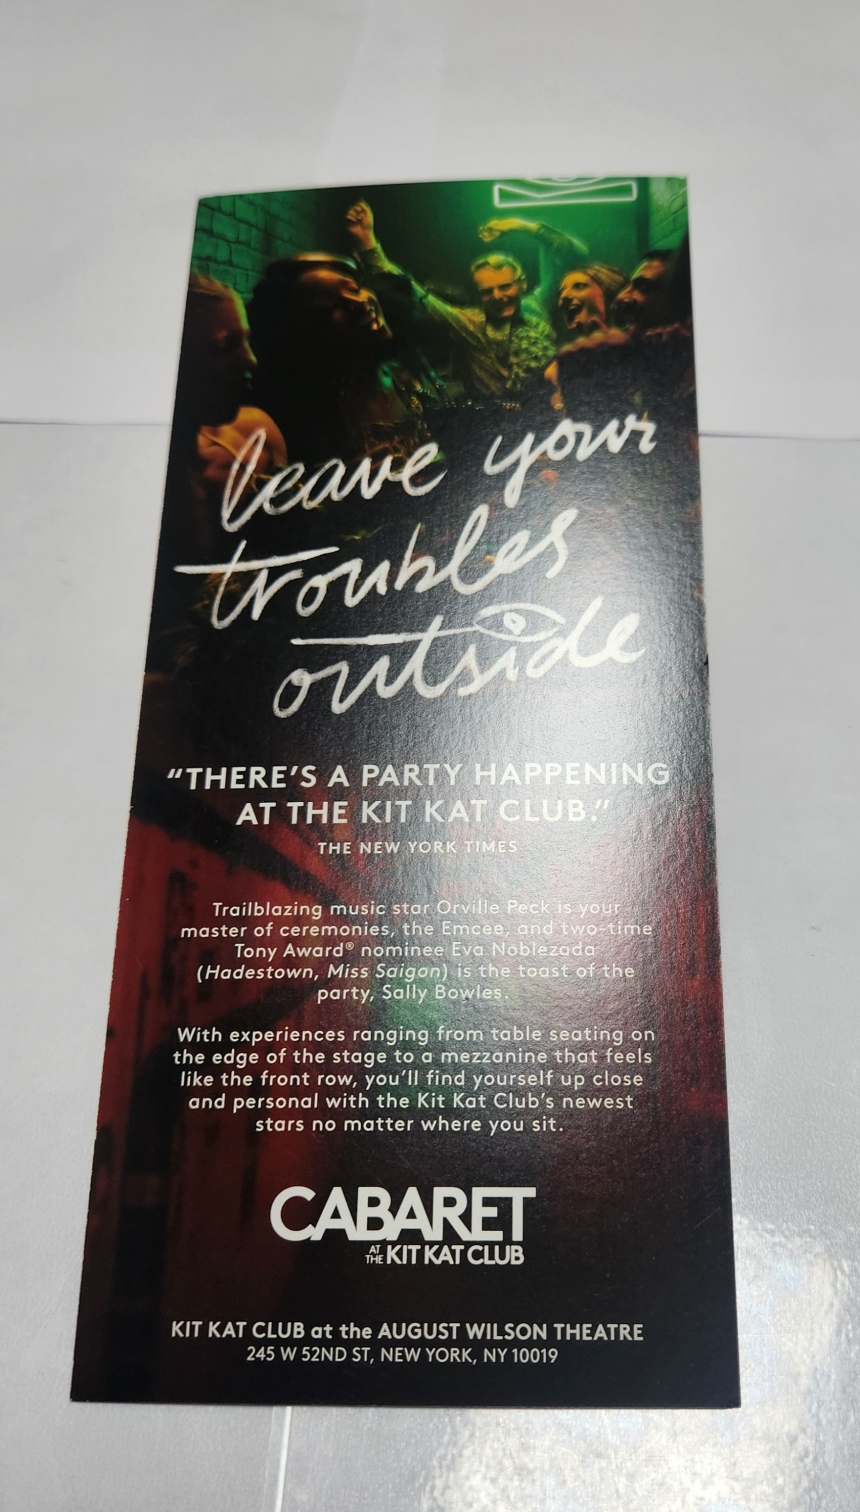 leave your
troubles
outside
“THERE’S A PARTY HAPPENING
AT THE KIT KAT CLUB.”
THE NEW YORK TIMES
Trailblazing music star Orville Peck is your
master of ceremonies, the Emcee, and two-time
Tony Award® nominee Eva Noblezada
(Hadestown, Miss Saigon) is the toast of the
party, Sally Bowles.
With experiences ranging from table seating on
the edge of the stage to a mezzanine that feels
like the front row, you’ll find yourself up close
and personal with the Kit Kat Club’s newest
stars no matter where you sit.
CABARET
AT THE KIT KAT CLUB
KIT KAT CLUB at the AUGUST WILSON THEATRE
245 W 52ND ST, NEW YORK, NY 10019